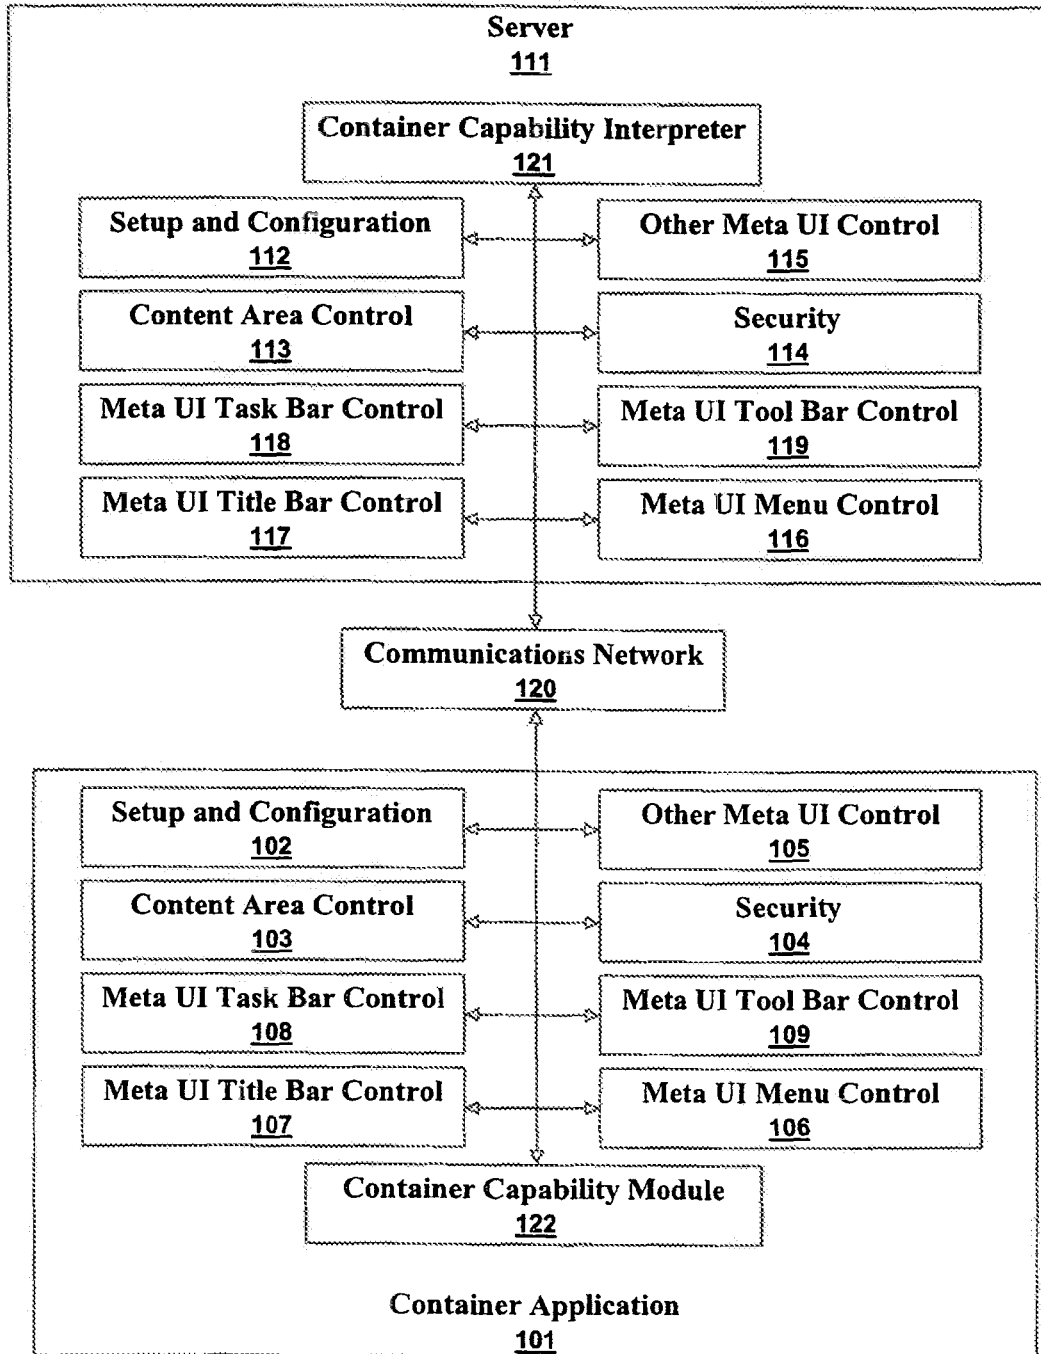 Server
111
Container Capability Interpreter
121
Setup and Configuration
112
Other Meta UI Control
115
Content Area Control
113
Security
114
Meta UI Task Bar Control
118
Meta UI Tool Bar Control
119
Meta UI Title Bar Control
117
Meta UI Menu Control
116
Communications Network
120
Setup and Configuration
102
Other Meta UI Control
105
Content Area Control
103
Security
104
Meta UI Task Bar Control
108
Meta UI Tool Bar Control
109
Meta UI Title Bar Control
107
Meta UI Menu Control
106
Container Capability Module
122
Container Application
101